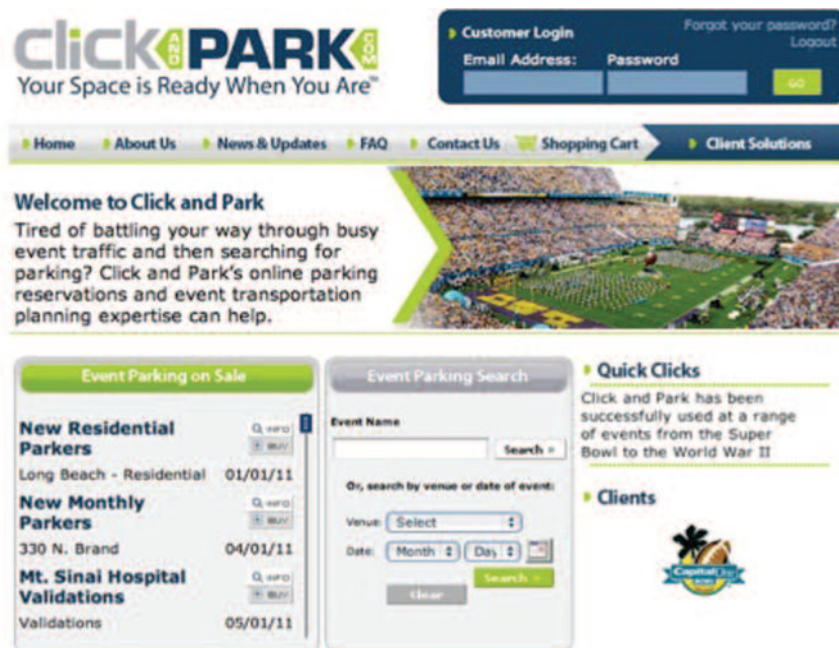 click AND PARK .COM
Your Space is Ready When You Are™
Customer Login
Forgot your password?
Logout
Email Address: Password
GO
Home About Us News & Updates FAQ Contact Us Shopping Cart Client Solutions
Welcome to Click and Park
Tired of battling your way through busy
event traffic and then searching for
parking? Click and Park's online parking
reservations and event transportation
planning expertise can help.
Event Parking on Sale
New Residential
Parkers
INFO
BUY
Long Beach - Residential 01/01/11
New Monthly
Parkers
INFO
BUY
330 N. Brand 04/01/11
Mt. Sinai Hospital
Validations
INFO
BUY
Validations 05/01/11
Event Parking Search
Event Name
Search »
Or, search by venue or date of event:
Venue: Select
Date: Month Day
Search »
Clear
Quick Clicks
Click and Park has been
successfully used at a range
of events from the Super
Bowl to the World War II
Clients
Capital One
BOWL